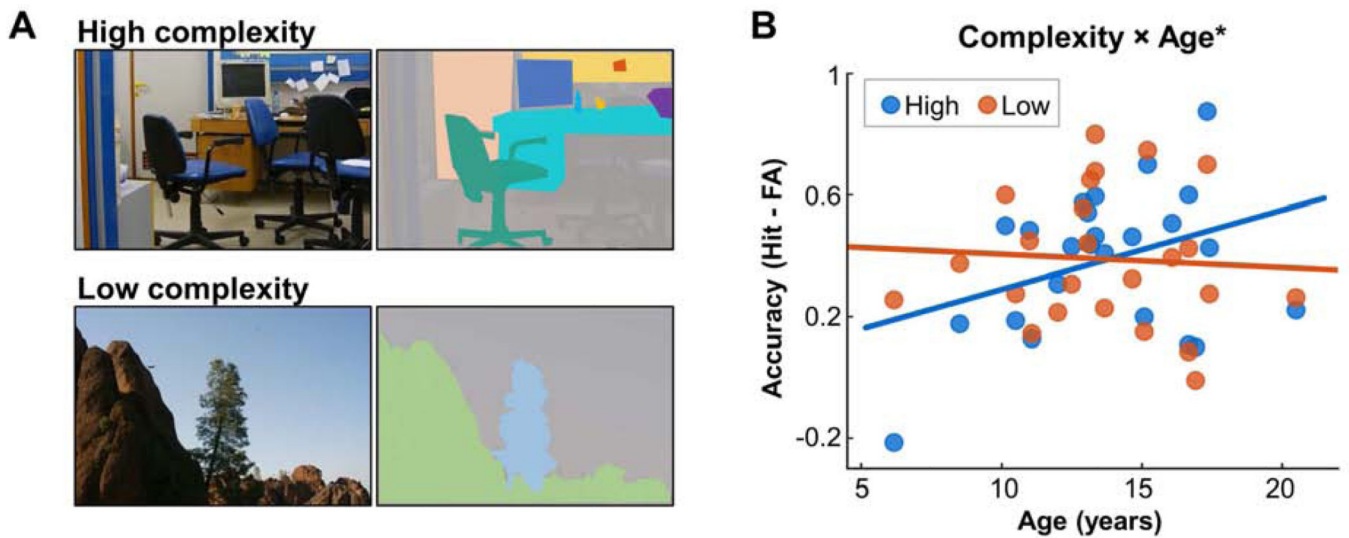 A
High complexity
Low complexity
B
Complexity × Age*
High
Low
Accuracy (Hit - FA)
1
0.6
0.2
-0.2
5
10
15
20
Age (years)